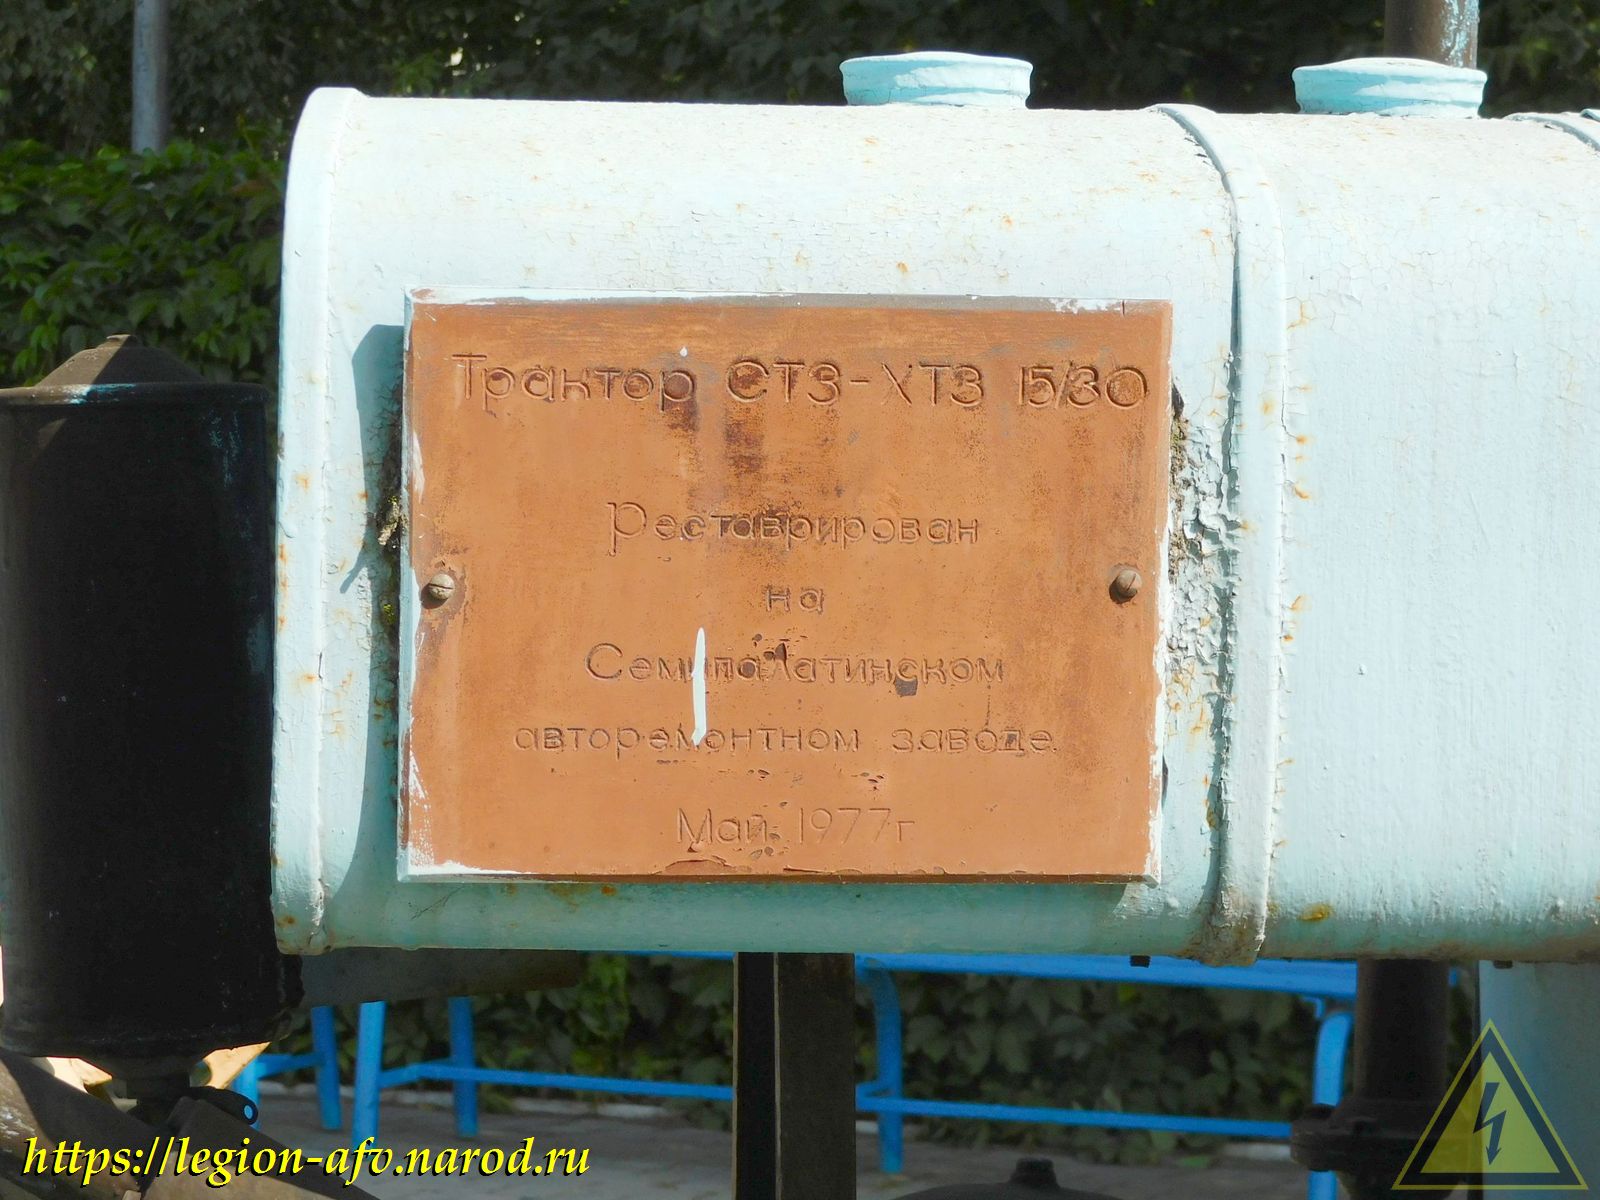 Трактор СТЗ-ХТЗ 15/30
Реставрирован
на
Семипалатинском
авторемонтном заводе.
Май 1977г
https://legion-afv.narod.ru